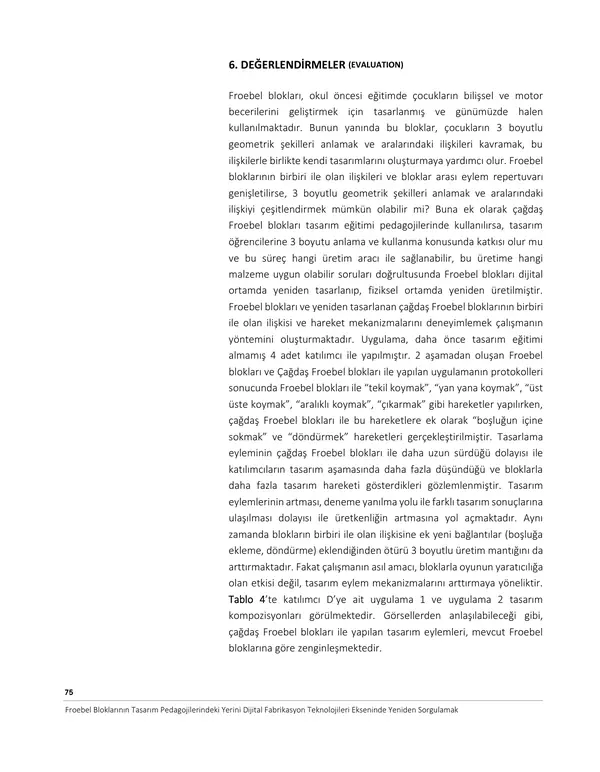 6. DEĞERLENDİRMELER (EVALUATION)
Froebel blokları, okul öncesi eğitimde çocukların bilişsel ve motor
becerilerini geliştirmek için tasarlanmış ve günümüzde halen
kullanılmaktadır. Bunun yanında bu bloklar, çocukların 3 boyutlu
geometrik şekilleri anlamak ve aralarındaki ilişkileri kavramak, bu
ilişkilerle birlikte kendi tasarımlarını oluşturmaya yardımcı olur. Froebel
bloklarının birbiri ile olan ilişkileri ve bloklar arası eylem repertuvarı
genişletilirse, 3 boyutlu geometrik şekilleri anlamak ve aralarındaki
ilişkiyi çeşitlendirmek mümkün olabilir mi? Buna ek olarak çağdaş
Froebel blokları tasarım eğitimi pedagojilerinde kullanılırsa, tasarım
öğrencilerine 3 boyutu anlama ve kullanma konusunda katkısı olur mu
ve bu süreç hangi üretim aracı ile sağlanabilir, bu üretime hangi
malzeme uygun olabilir soruları doğrultusunda Froebel blokları dijital
ortamda yeniden tasarlanıp, fiziksel ortamda yeniden üretilmiştir.
Froebel blokları ve yeniden tasarlanan çağdaş Froebel bloklarının birbiri
ile olan ilişkisi ve hareket mekanizmalarını deneyimlemek çalışmanın
yöntemini oluşturmaktadır. Uygulama, daha önce tasarım eğitimi
almamış 4 adet katılımcı ile yapılmıştır. 2 aşamadan oluşan Froebel
blokları ve Çağdaş Froebel blokları ile yapılan uygulamanın protokolleri
sonucunda Froebel blokları ile “tekil koymak”, “yan yana koymak”, “üst
üste koymak”, “aralıklı koymak”, “çıkarmak” gibi hareketler yapılırken,
çağdaş Froebel blokları ile bu hareketlere ek olarak “boşluğun içine
sokmak” ve “döndürmek” hareketleri gerçekleştirilmiştir. Tasarlama
eyleminin çağdaş Froebel blokları ile daha uzun sürdüğü dolayısı ile
katılımcıların tasarım aşamasında daha fazla düşündüğü ve bloklarla
daha fazla tasarım hareketi gösterdikleri gözlemlenmiştir. Tasarım
eylemlerinin artması, deneme yanılma yolu ile farklı tasarım sonuçlarına
ulaşılması dolayısı ile üretkenliğin artmasına yol açmaktadır. Aynı
zamanda blokların birbiri ile olan ilişkisine ek yeni bağlantılar (boşluğa
ekleme, döndürme) eklendiğinden ötürü 3 boyutlu üretim mantığını da
arttırmaktadır. Fakat çalışmanın asıl amacı, bloklarla oyunun yaratıcılığa
olan etkisi değil, tasarım eylem mekanizmalarını arttırmaya yöneliktir.
Tablo 4’te katılımcı D’ye ait uygulama 1 ve uygulama 2 tasarım
kompozisyonları görülmektedir. Görsellerden anlaşılabileceği gibi,
çağdaş Froebel blokları ile yapılan tasarım eylemleri, mevcut Froebel
bloklarına göre zenginleşmektedir.
75
Froebel Bloklarının Tasarım Pedagojilerindeki Yerini Dijital Fabrikasyon Teknolojileri Ekseninde Yeniden Sorgulamak